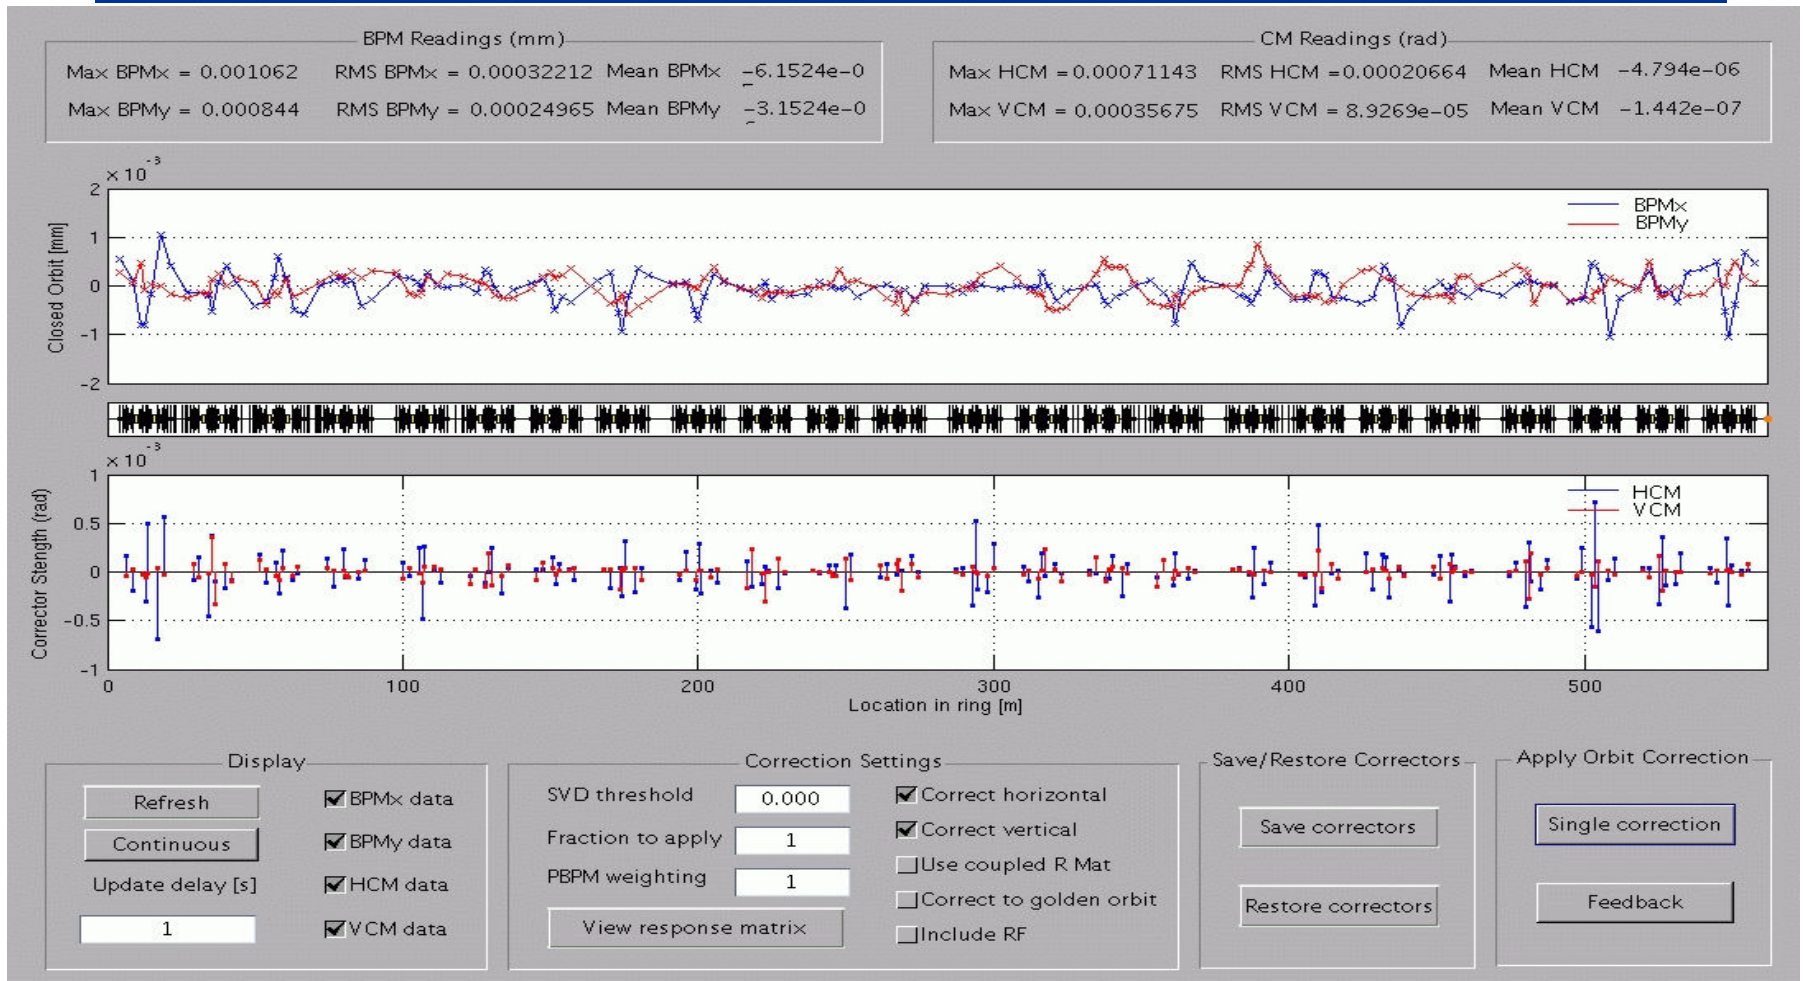 BPM Readings (mm)
Max BPMx = 0.001062 RMS BPMx = 0.00032212 Mean BPMx -6.1524e-0
Max BPMy = 0.000844 RMS BPMy = 0.00024965 Mean BPMy -3.1524e-0
CM Readings (rad)
Max HCM =0.00071143 RMS HCM =0.00020664 Mean HCM -4.794e-06
Max VCM = 0.00035675 RMS VCM = 8.9269e-05 Mean VCM -1.442e-07
× 10⁻³
2
1
0
-1
-2
Closed Orbit [mm]
BPMx
BPMy
× 10⁻³
1
0.5
0
-0.5
-1
Corrector Stength (rad)
HCM
VCM
0 100 200 300 400 500
Location in ring [m]
Display
Refresh
Continuous
Update delay [s]
1
BPMx data
BPMy data
HCM data
VCM data
Correction Settings
SVD threshold 0.000
Fraction to apply 1
PBPM weighting 1
View response matrix
Correct horizontal
Correct vertical
Use coupled R Mat
Correct to golden orbit
Include RF
Save/Restore Correctors
Save correctors
Restore correctors
Apply Orbit Correction
Single correction
Feedback